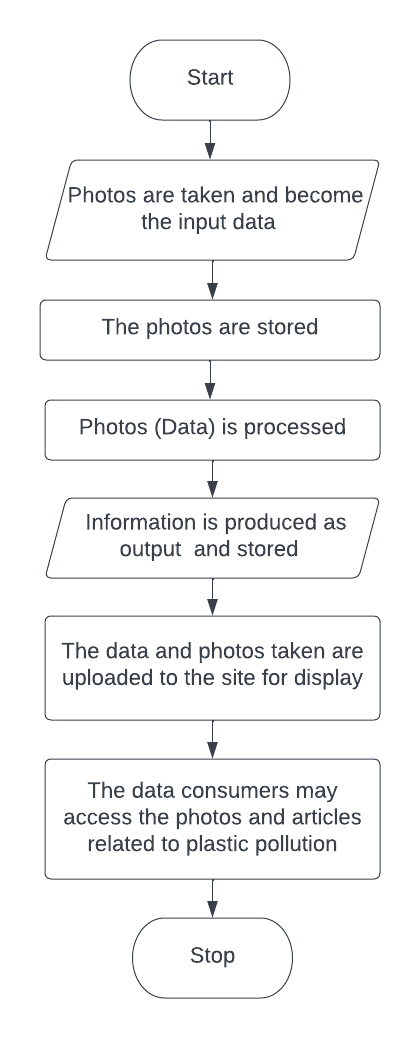 Start
Photos are taken and become
the input data
The photos are stored
Photos (Data) is processed
Information is produced as
output  and stored
The data and photos taken are
uploaded to the site for display
The data consumers may
access the photos and articles
related to plastic pollution
Stop